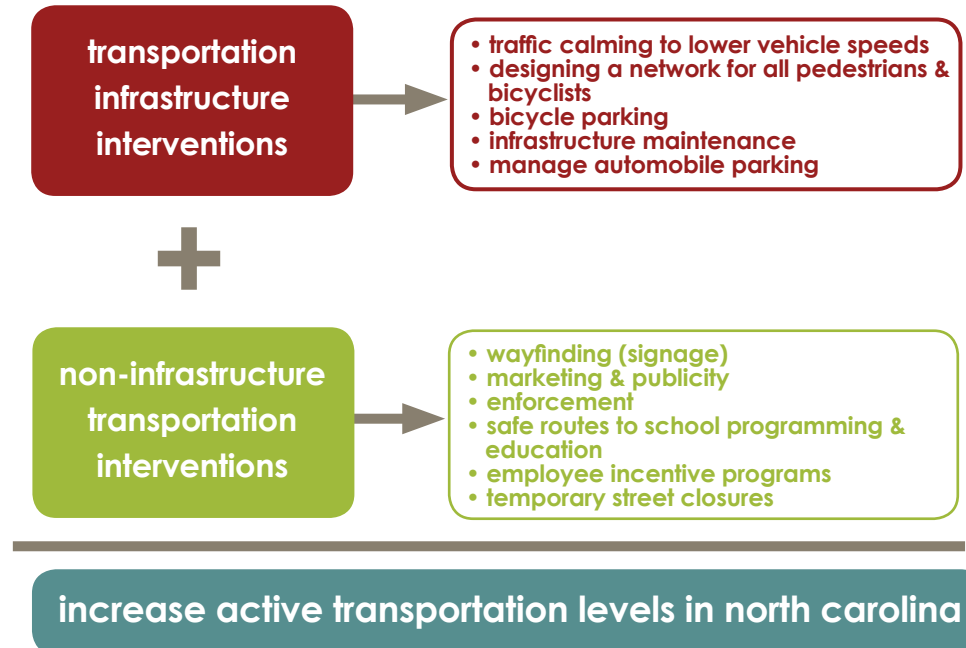 transportation
infrastructure
interventions
• traffic calming to lower vehicle speeds
• designing a network for all pedestrians &
bicyclists
• bicycle parking
• infrastructure maintenance
• manage automobile parking
+
non-infrastructure
transportation
interventions
• wayfinding (signage)
• marketing & publicity
• enforcement
• safe routes to school programming &
education
• employee incentive programs
• temporary street closures
increase active transportation levels in north carolina